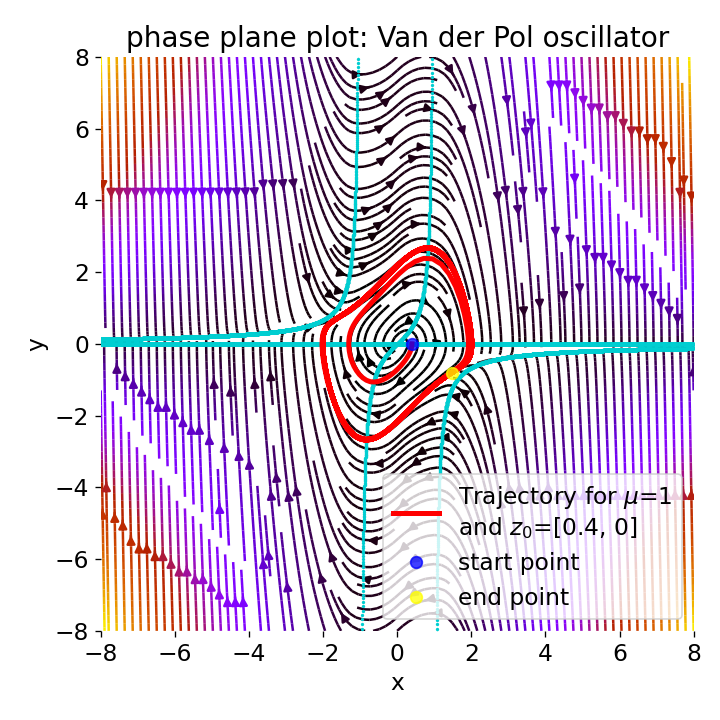 phase plane plot: Van der Pol oscillator
8
6
4
2
0
−2
−4
−6
−8
y
Trajectory for μ=1
and z₀=[0.4, 0]
start point
end point
−8 −6 −4 −2 0 2 4 6 8
x